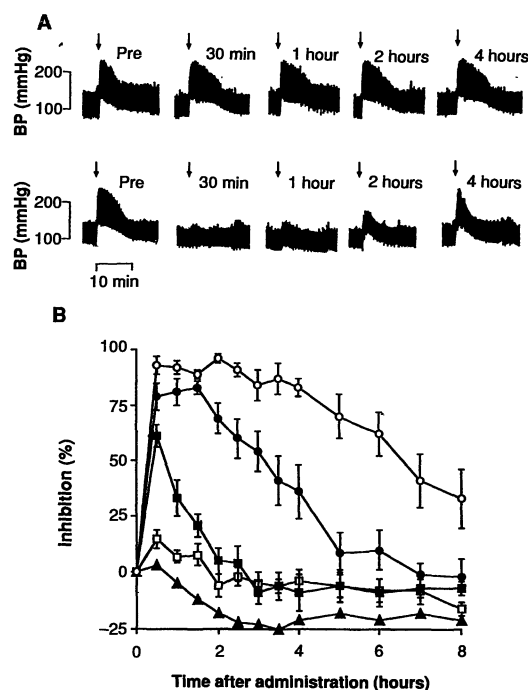 A
Pre 30 min 1 hour 2 hours 4 hours
BP (mmHg)
200
100
Pre 30 min 1 hour 2 hours 4 hours
BP (mmHg)
200
100
10 min
B
Inhibition (%)
100
75
50
25
0
–25
0 2 4 6 8
Time after administration (hours)